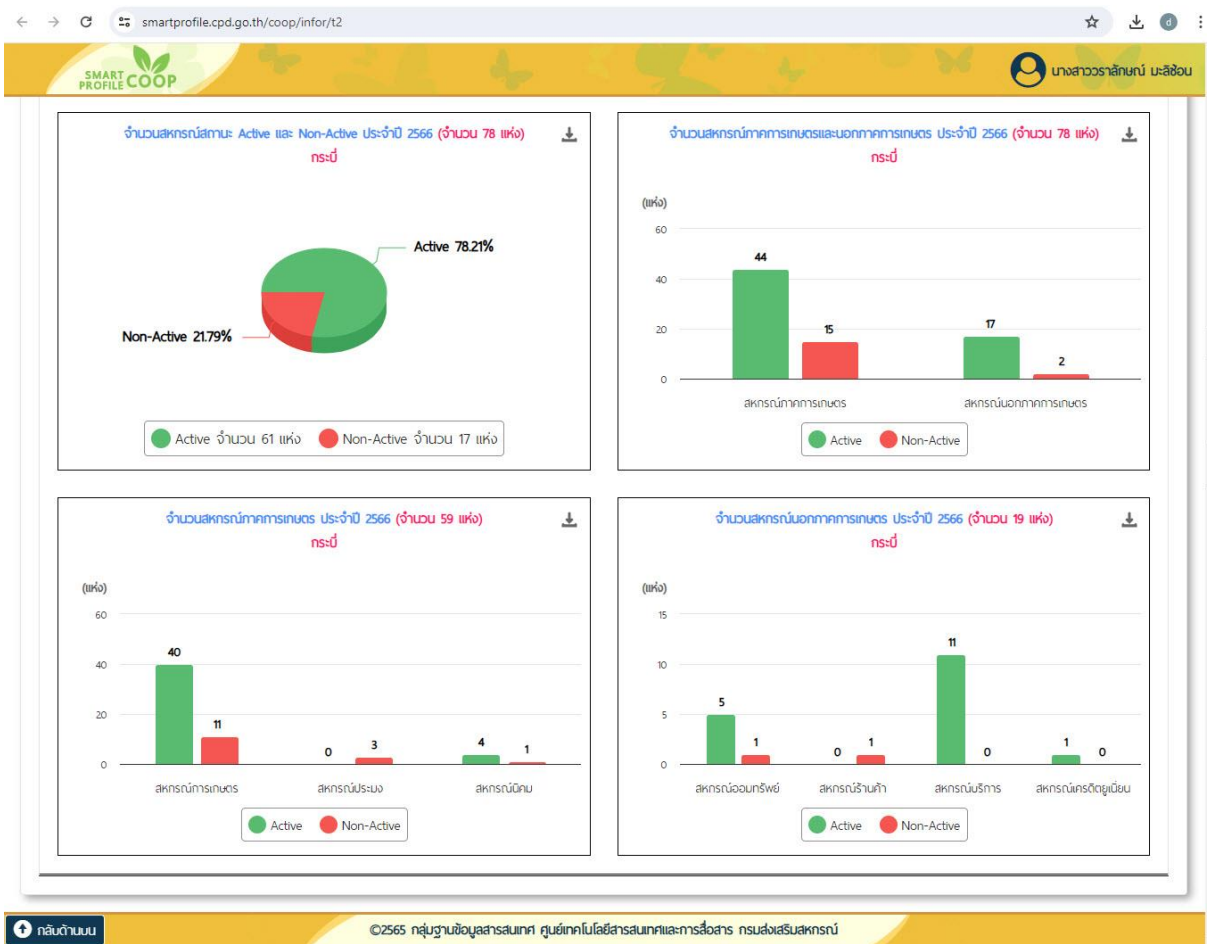 smartprofile.cpd.go.th/coop/infor/t2
d
SMART
PROFILE COOP
นางสาววราลักษณ์ มะลิซ้อน
จำนวนสหกรณ์สถานะ Active และ Non-Active ประจำปี 2566 (จำนวน 78 แห่ง)
กระบี่
Active 78.21%
Non-Active 21.79%
Active จำนวน 61 แห่ง Non-Active จำนวน 17 แห่ง
จำนวนสหกรณ์ภาคการเกษตรและนอกภาคการเกษตร ประจำปี 2566 (จำนวน 78 แห่ง)
กระบี่
(แห่ง)
60
44
40
20
15
17
2
0
สหกรณ์ภาคการเกษตร สหกรณ์นอกภาคการเกษตร
Active Non-Active
จำนวนสหกรณ์ภาคการเกษตร ประจำปี 2566 (จำนวน 59 แห่ง)
กระบี่
(แห่ง)
60
40
40
20
11
0 3
4 1
0
สหกรณ์การเกษตร สหกรณ์ประมง สหกรณ์นิคม
Active Non-Active
จำนวนสหกรณ์นอกภาคการเกษตร ประจำปี 2566 (จำนวน 19 แห่ง)
กระบี่
(แห่ง)
15
11
10
5
5
1
0 1
0
1 0
0
สหกรณ์ออมทรัพย์ สหกรณ์ร้านค้า สหกรณ์บริการ สหกรณ์เครดิตยูเนี่ยน
Active Non-Active
กลับด้านบน
©2565 กลุ่มฐานข้อมูลสารสนเทศ ศูนย์เทคโนโลยีสารสนเทศและการสื่อสาร กรมส่งเสริมสหกรณ์